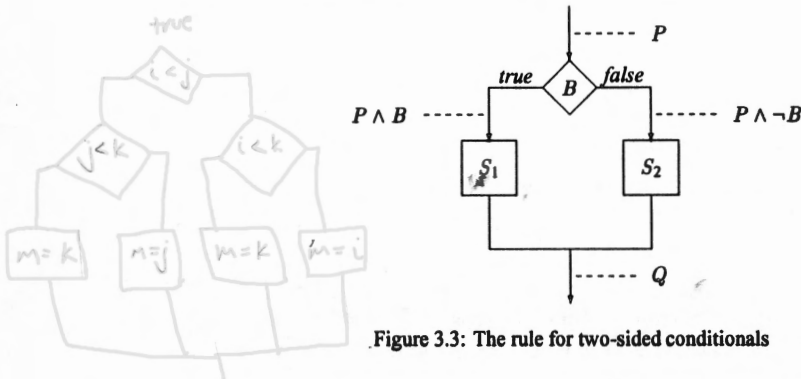 true
i < j
j < k
i < k
m = k
m = j
m = k
m = i
P
true
B
false
P ∧ B
P ∧ ¬B
S₁
S₂
Q
Figure 3.3: The rule for two-sided conditionals